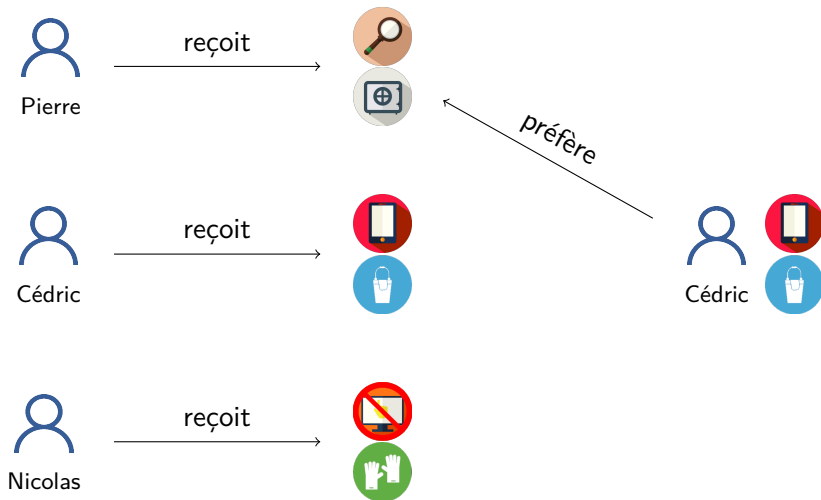 reçoit
Pierre
préfère
reçoit
Cédric
Cédric
reçoit
Nicolas